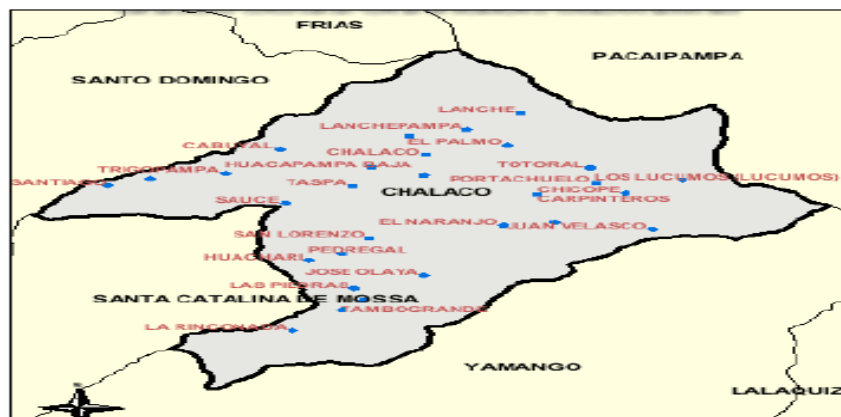 FRIAS
PACAIPAMPA
SANTO DOMINGO
LANCHE
LANCHEPAMPA
EL PALMO
CABUYAL
CHALACO
HUACAPAMPA BAJA
TOTORAL
TRIGOPAMPA
PORTACHUELO
LOS LUCUMOS (LUCUMOS)
SANTIAGO
TASPA
CHALACO
CHICOPE
CARPINTEROS
SAUCE
EL NARANJO
JUAN VELASCO
SAN LORENZO
PEDREGAL
HUACHARI
JOSE OLAYA
LAS PIEDRAS
SANTA CATALINA DE MOSSA
TAMBOGRANDE
LA RINCONADA
YAMANGO
LALAQUIZ